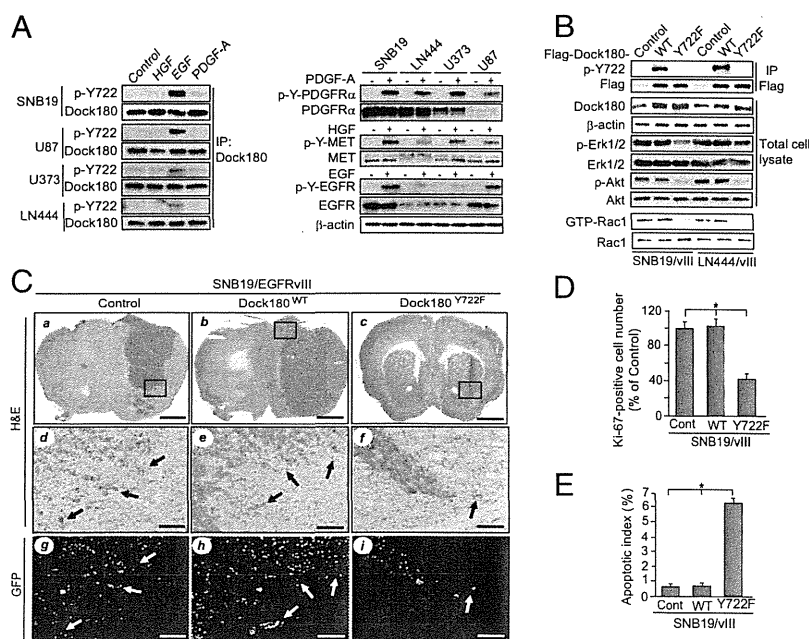 A
Control
HGF
EGF
PDGF-A
SNB19
p-Y722
Dock180
U87
p-Y722
Dock180
U373
p-Y722
Dock180
LN444
p-Y722
Dock180
IP:
Dock180
SNB19
LN444
U373
U87
PDGF-A - + - + - + - +
p-Y-PDGFRα
PDGFRα
HGF - + - + - + - +
p-Y-MET
MET
EGF - + - + - + - +
p-Y-EGFR
EGFR
β-actin
B
Control
WT
Y722F
Control
WT
Y722F
Flag-Dock180-
p-Y722
Flag
IP
Flag
Dock180
β-actin
p-Erk1/2
Erk1/2
p-Akt
Akt
Total cell
lysate
GTP-Rac1
Rac1
SNB19/vIII LN444/vIII
C
SNB19/EGFRvIII
Control Dock180 WT Dock180 Y722F
H&E
a b c
d e f
GFP
g h i
D
Ki-67-positive cell number
(% of Control)
120
80
40
0
*
Cont WT Y722F
SNB19/vIII
E
Apoptotic index (%)
7
6
5
4
3
2
1
0
*
Cont WT Y722F
SNB19/vIII